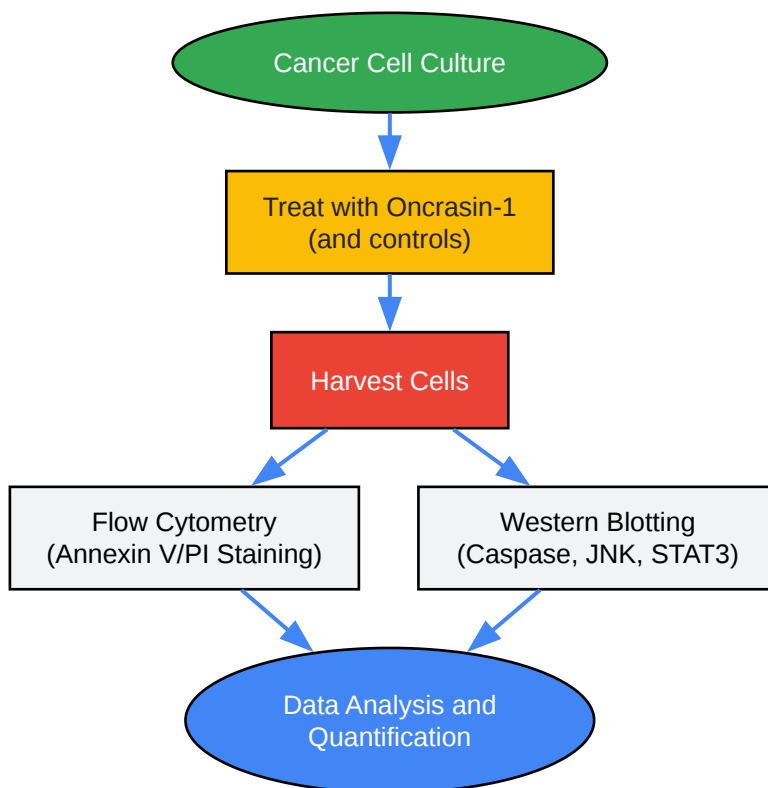 Cancer Cell Culture
Treat with Oncrasin-1
(and controls)
Harvest Cells
Flow Cytometry
(Annexin V/PI Staining)
Western Blotting
(Caspase, JNK, STAT3)
Data Analysis and
Quantification